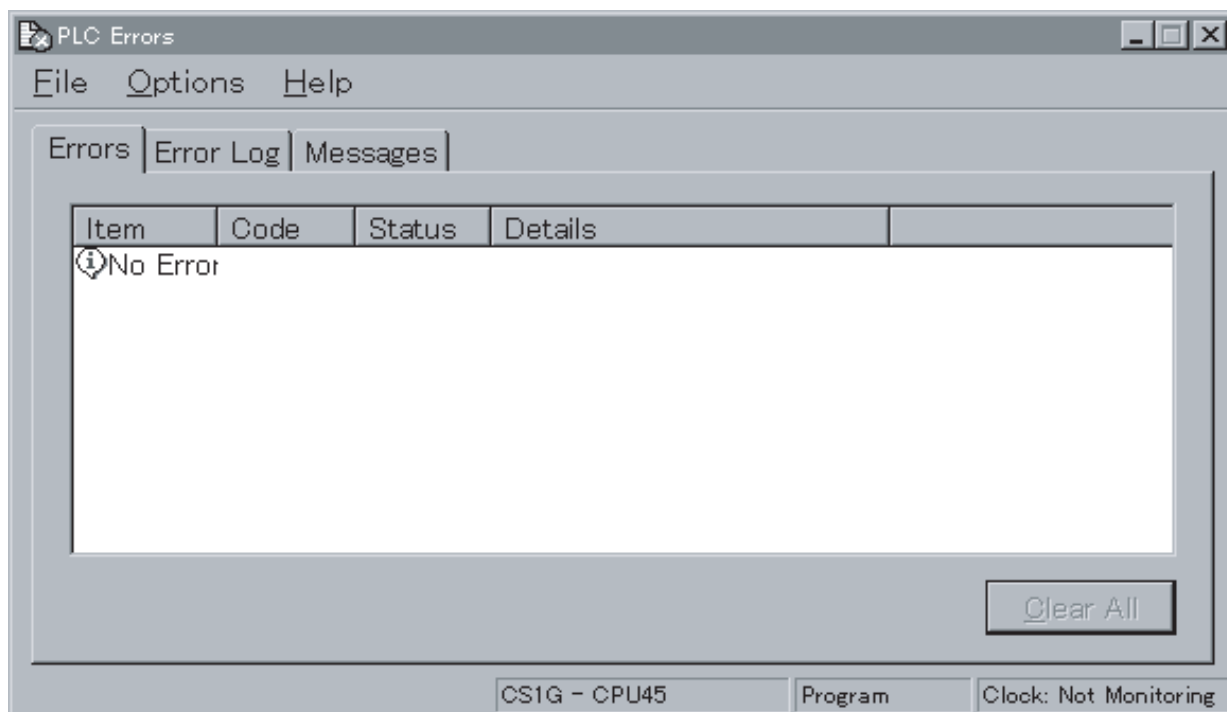 PLC Errors
File Options Help
Errors Error Log Messages
Item Code Status Details
No Error
Clear All
CS1G - CPU45 Program Clock: Not Monitoring